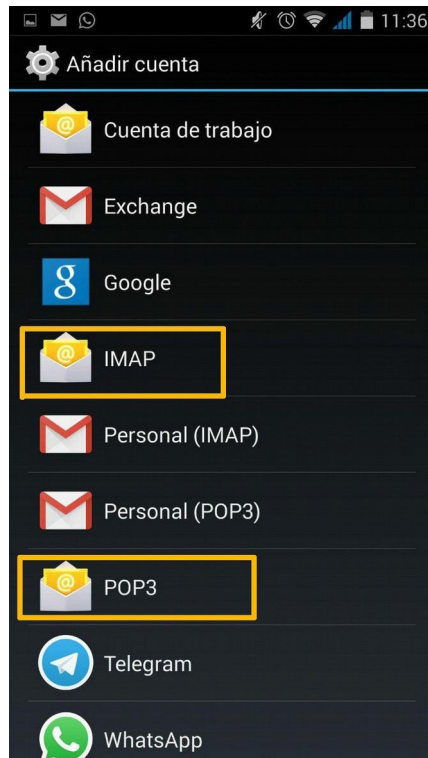 11:36
Añadir cuenta
Cuenta de trabajo
Exchange
Google
IMAP
Personal (IMAP)
Personal (POP3)
POP3
Telegram
WhatsApp